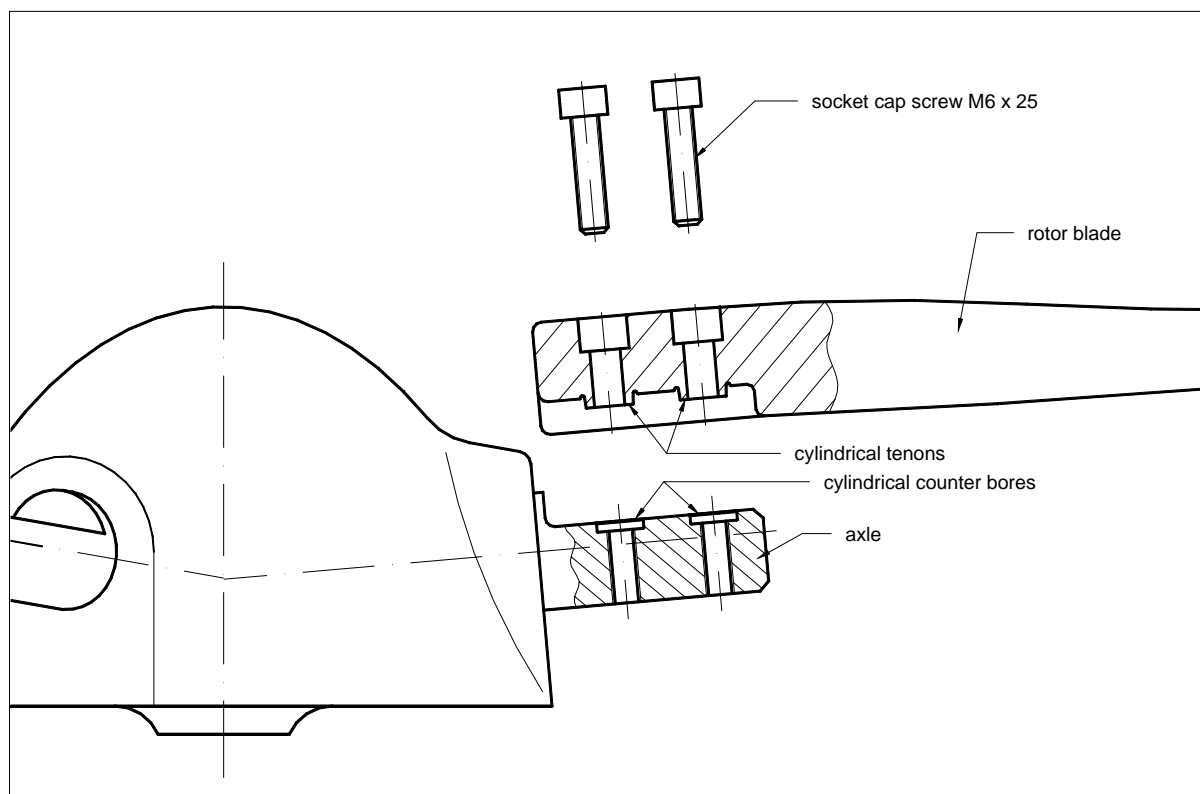 socket cap screw M6 x 25
rotor blade
cylindrical tenons
cylindrical counter bores
axle